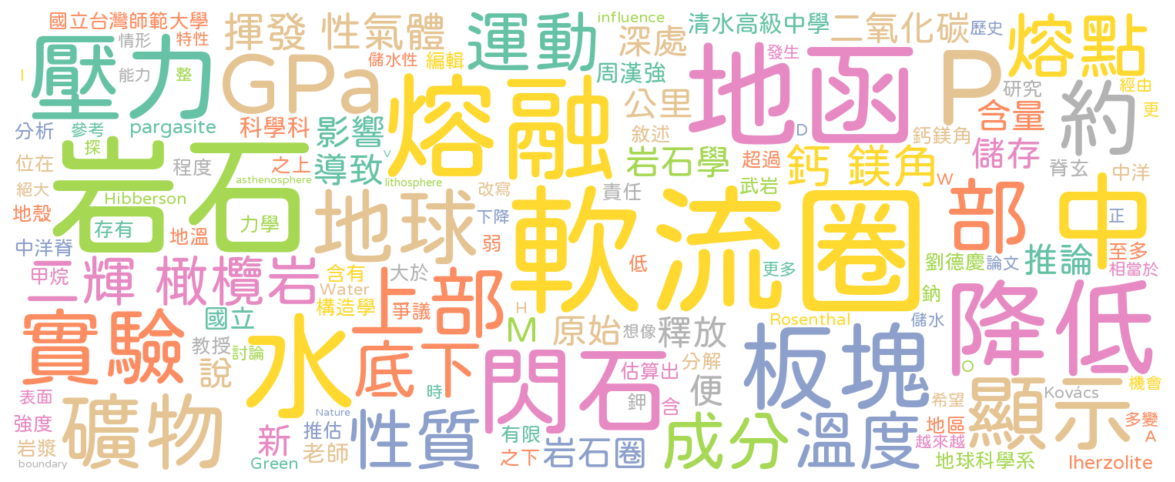 國立台灣師範大學
情形 特性
壓力
揮發 性氣體
儲水性 編輯
運動
influence
深處
清水高級中學
二氧化碳
歷史
熔點
I
能力 整
GPa
周漢強
發生
地函
P
研究
經由
更
分析 參考 pargasite
科學科
影響
熔融
公里
含量
約
探
敘述
D
鈣鎂角
位在 程度 之上
導致
V
岩石學
超過
鈣 鎂角
儲存
脊玄
中洋
岩石
絕大
Hibberson
asthenosphere
lithosphere
改寫
責任
武岩
W
地殼
存有
力學
地球
下降
軟流圈
部
中
正
中洋脊
地溫
弱
低
更多
劉德慶
論文
推論
至多
相當於
甲烷
二輝 橄欖岩
含有
大於
Water
上部
構造學
爭議
H
鈉
國立
水
M
原始
想像
釋放
Rosenthal
儲水
降低
實驗
教授
討論
說
底下
閃石
估算出
分解
板塊
O
機會
表面
時
便
鉀
含
希望
Kovács
顯示
強度
礦物
新
Nature
推估
性質
有限
成分
溫度
地區
多變
A
岩漿
boundary
Green
老師
之下
岩石圈
越來越
地球科學系
lherzolite